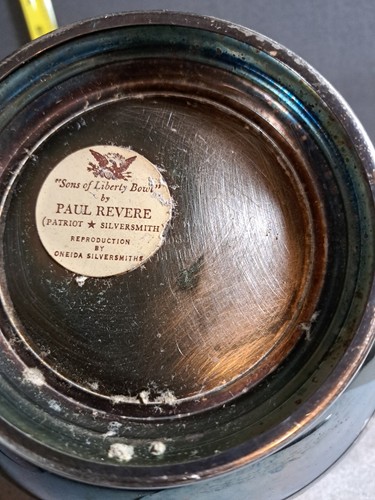 "Sons of Liberty Bowl"
by
PAUL REVERE
(PATRIOT ★ SILVERSMITH
REPRODUCTION
BY
ONEIDA SILVERSMITHS